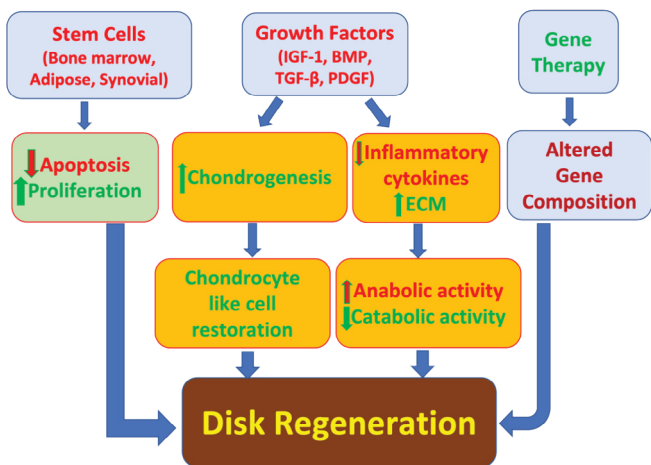 Stem Cells
(Bone marrow,
Adipose, Synovial)
Growth Factors
(IGF-1, BMP,
TGF-β, PDGF)
Gene
Therapy
Apoptosis
Proliferation
Chondrogenesis
Inflammatory
cytokines
ECM
Altered
Gene
Composition
Chondrocyte
like cell
restoration
Anabolic activity
Catabolic activity
Disk Regeneration